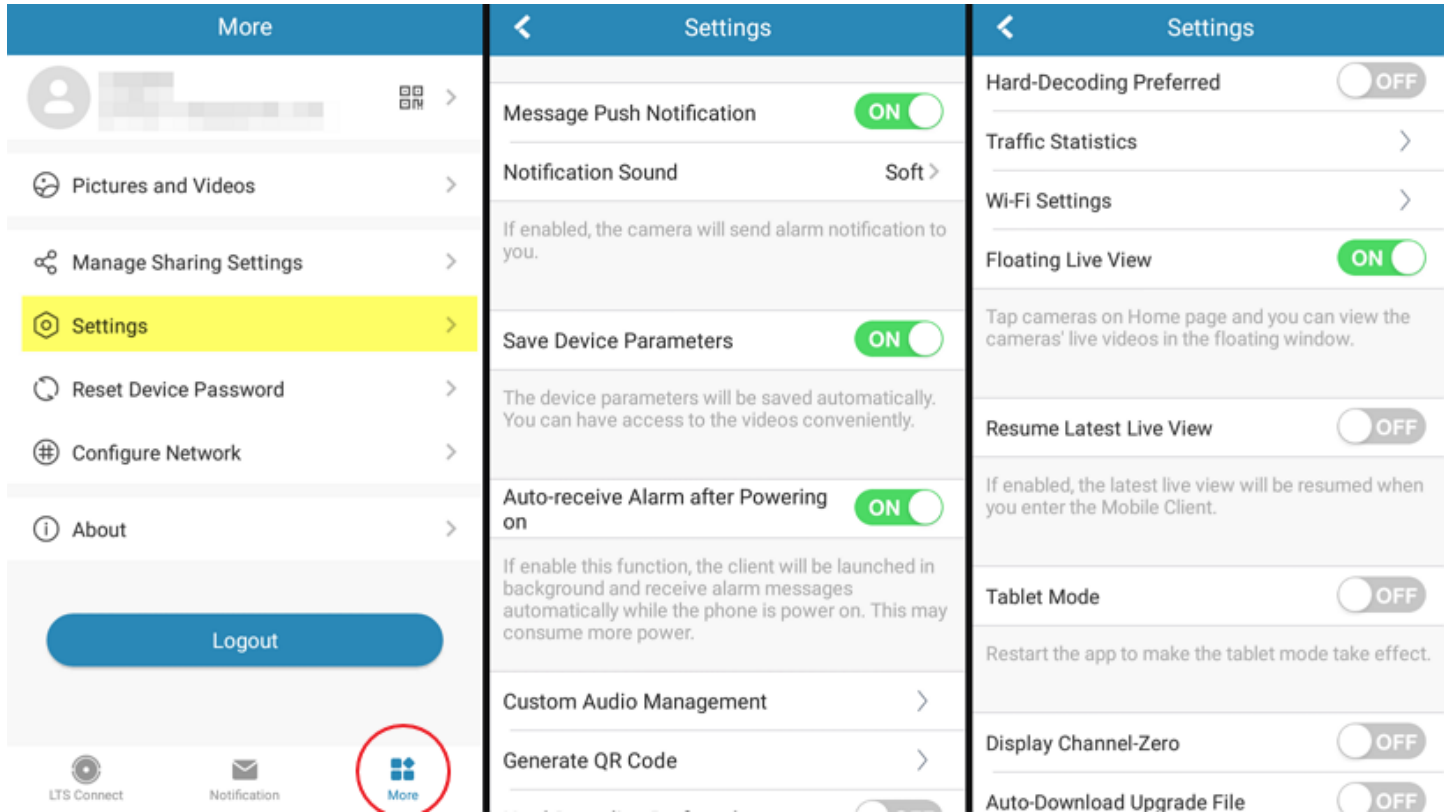 More
Pictures and Videos
Manage Sharing Settings
Settings
Reset Device Password
Configure Network
About
Logout
LTS Connect
Notification
More
Settings
Message Push Notification
ON
Notification Sound
Soft
If enabled, the camera will send alarm notification to
you.
Save Device Parameters
ON
The device parameters will be saved automatically.
You can have access to the videos conveniently.
Auto-receive Alarm after Powering
on
ON
If enable this function, the client will be launched in
background and receive alarm messages
automatically while the phone is power on. This may
consume more power.
Custom Audio Management
Generate QR Code
Settings
Hard-Decoding Preferred
OFF
Traffic Statistics
Wi-Fi Settings
Floating Live View
ON
Tap cameras on Home page and you can view the
cameras' live videos in the floating window.
Resume Latest Live View
OFF
If enabled, the latest live view will be resumed when
you enter the Mobile Client.
Tablet Mode
OFF
Restart the app to make the tablet mode take effect.
Display Channel-Zero
OFF
Auto-Download Upgrade File
OFF